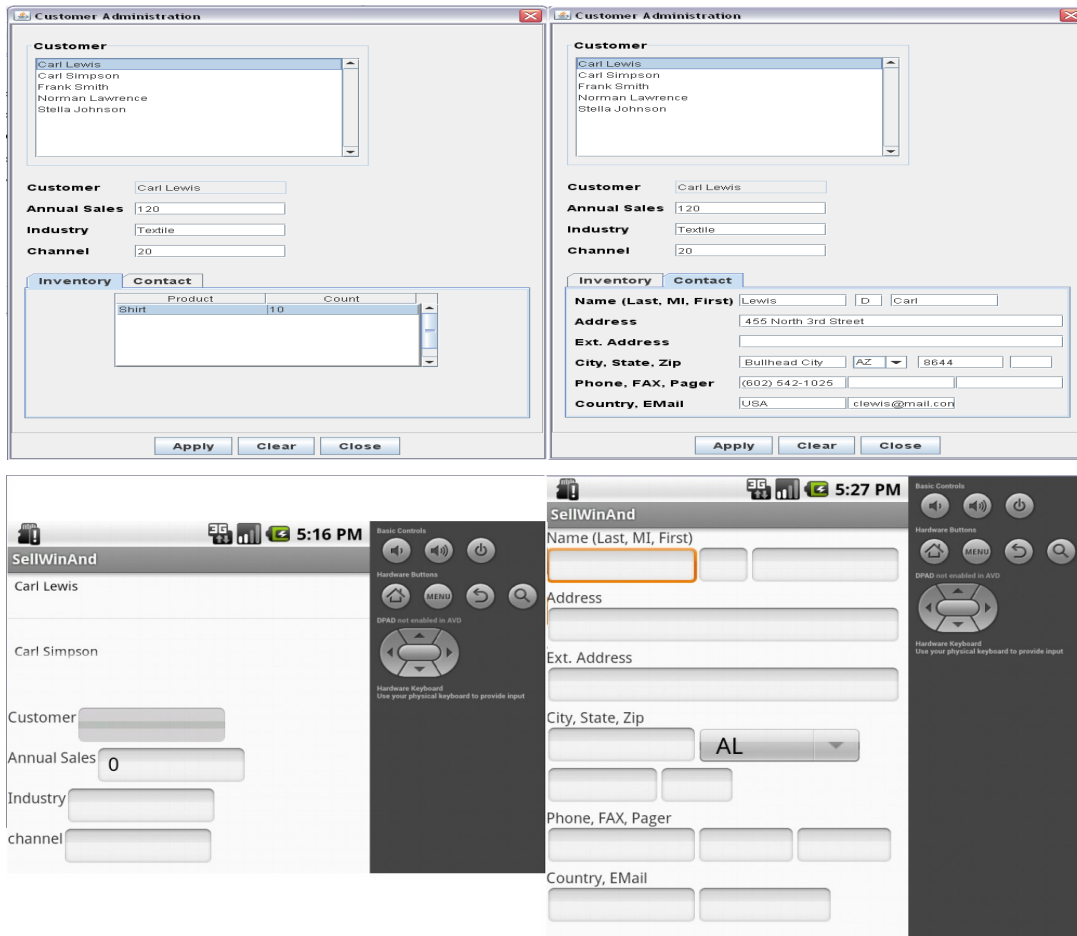 Customer Administration
Customer
Carl Lewis
Carl Simpson
Frank Smith
Norman Lawrence
Stella Johnson
Customer Carl Lewis
Annual Sales 120
Industry Textile
Channel 20
Inventory Contact
Product Count
Shirt 10
Apply Clear Close
Customer Administration
Customer
Carl Lewis
Carl Simpson
Frank Smith
Norman Lawrence
Stella Johnson
Customer Carl Lewis
Annual Sales 120
Industry Textile
Channel 20
Inventory Contact
Name (Last, MI, First) Lewis D Carl
Address 455 North 3rd Street
Ext. Address
City, State, Zip Bullhead City AZ 8644
Phone, FAX, Pager (602) 542-1025
Country, EMail USA clewis@mail.con
Apply Clear Close
3G 5:16 PM
SellWinAnd
Carl Lewis
Carl Simpson
Customer
Annual Sales 0
Industry
channel
Basic Controls
Hardware Buttons
MENU
DPAD not enabled in AVD
Hardware Keyboard
Use your physical keyboard to provide input
3G 5:27 PM
SellWinAnd
Name (Last, MI, First)
Address
Ext. Address
City, State, Zip
AL
Phone, FAX, Pager
Country, EMail
Basic Controls
Hardware Buttons
MENU
DPAD not enabled in AVD
Hardware Keyboard
Use your physical keyboard to provide input